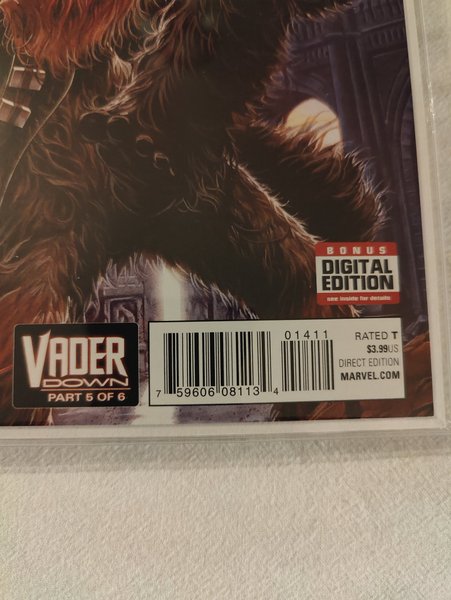 BONUS
DIGITAL
EDITION
see inside for details
VADER
DOWN
PART 5 OF 6
01411
7 59606 08113 4
RATED T
$3.99US
DIRECT EDITION
MARVEL.COM